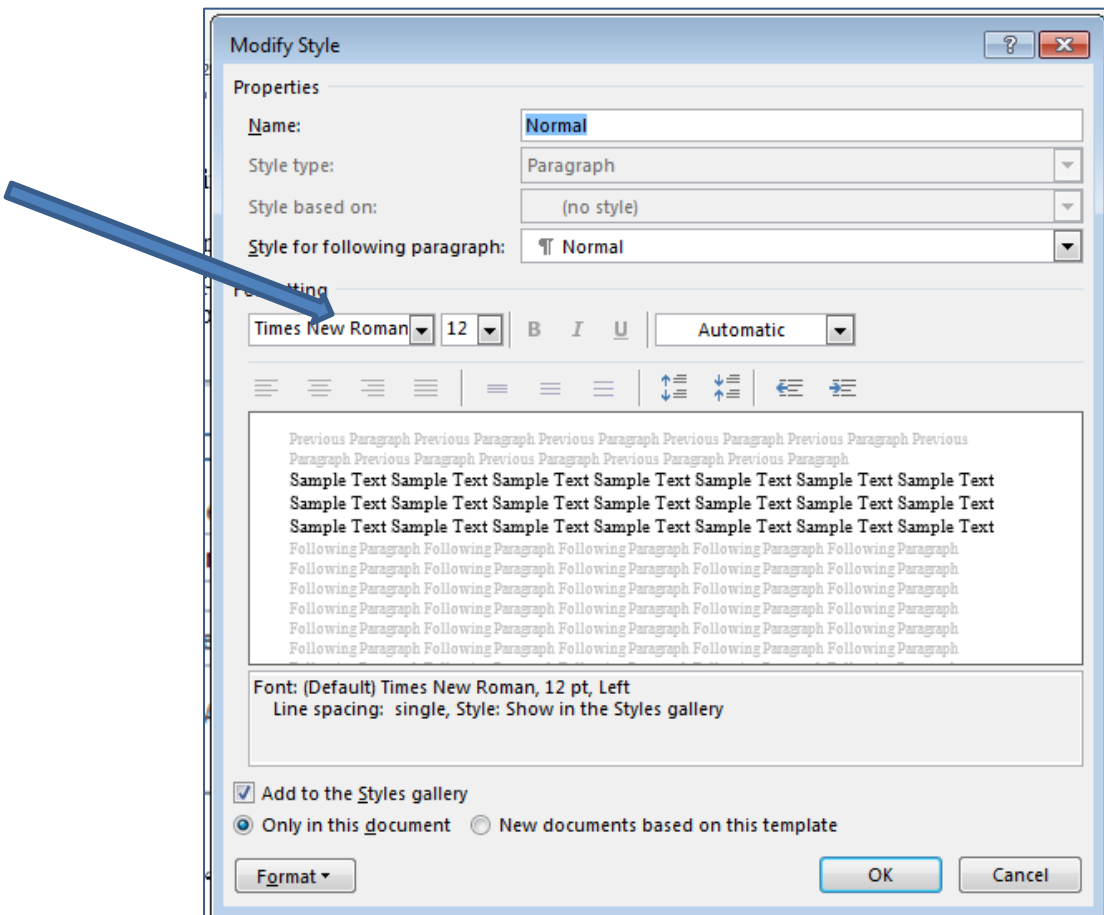 Modify Style
Properties
Name: Normal
Style type: Paragraph
Style based on: (no style)
Style for following paragraph: ¶ Normal
Formatting
Times New Roman 12 B I U Automatic
Previous Paragraph Previous Paragraph Previous Paragraph Previous Paragraph Previous Paragraph Previous
Paragraph Previous Paragraph Previous Paragraph Previous Paragraph Previous Paragraph
Sample Text Sample Text Sample Text Sample Text Sample Text Sample Text Sample Text
Sample Text Sample Text Sample Text Sample Text Sample Text Sample Text Sample Text
Sample Text Sample Text Sample Text Sample Text Sample Text Sample Text Sample Text
Following Paragraph Following Paragraph Following Paragraph Following Paragraph Following Paragraph
Following Paragraph Following Paragraph Following Paragraph Following Paragraph Following Paragraph
Following Paragraph Following Paragraph Following Paragraph Following Paragraph Following Paragraph
Following Paragraph Following Paragraph Following Paragraph Following Paragraph Following Paragraph
Following Paragraph Following Paragraph Following Paragraph Following Paragraph Following Paragraph
Following Paragraph Following Paragraph Following Paragraph Following Paragraph Following Paragraph
Font: (Default) Times New Roman, 12 pt, Left
Line spacing: single, Style: Show in the Styles gallery
Add to the Styles gallery
Only in this document New documents based on this template
Format OK Cancel